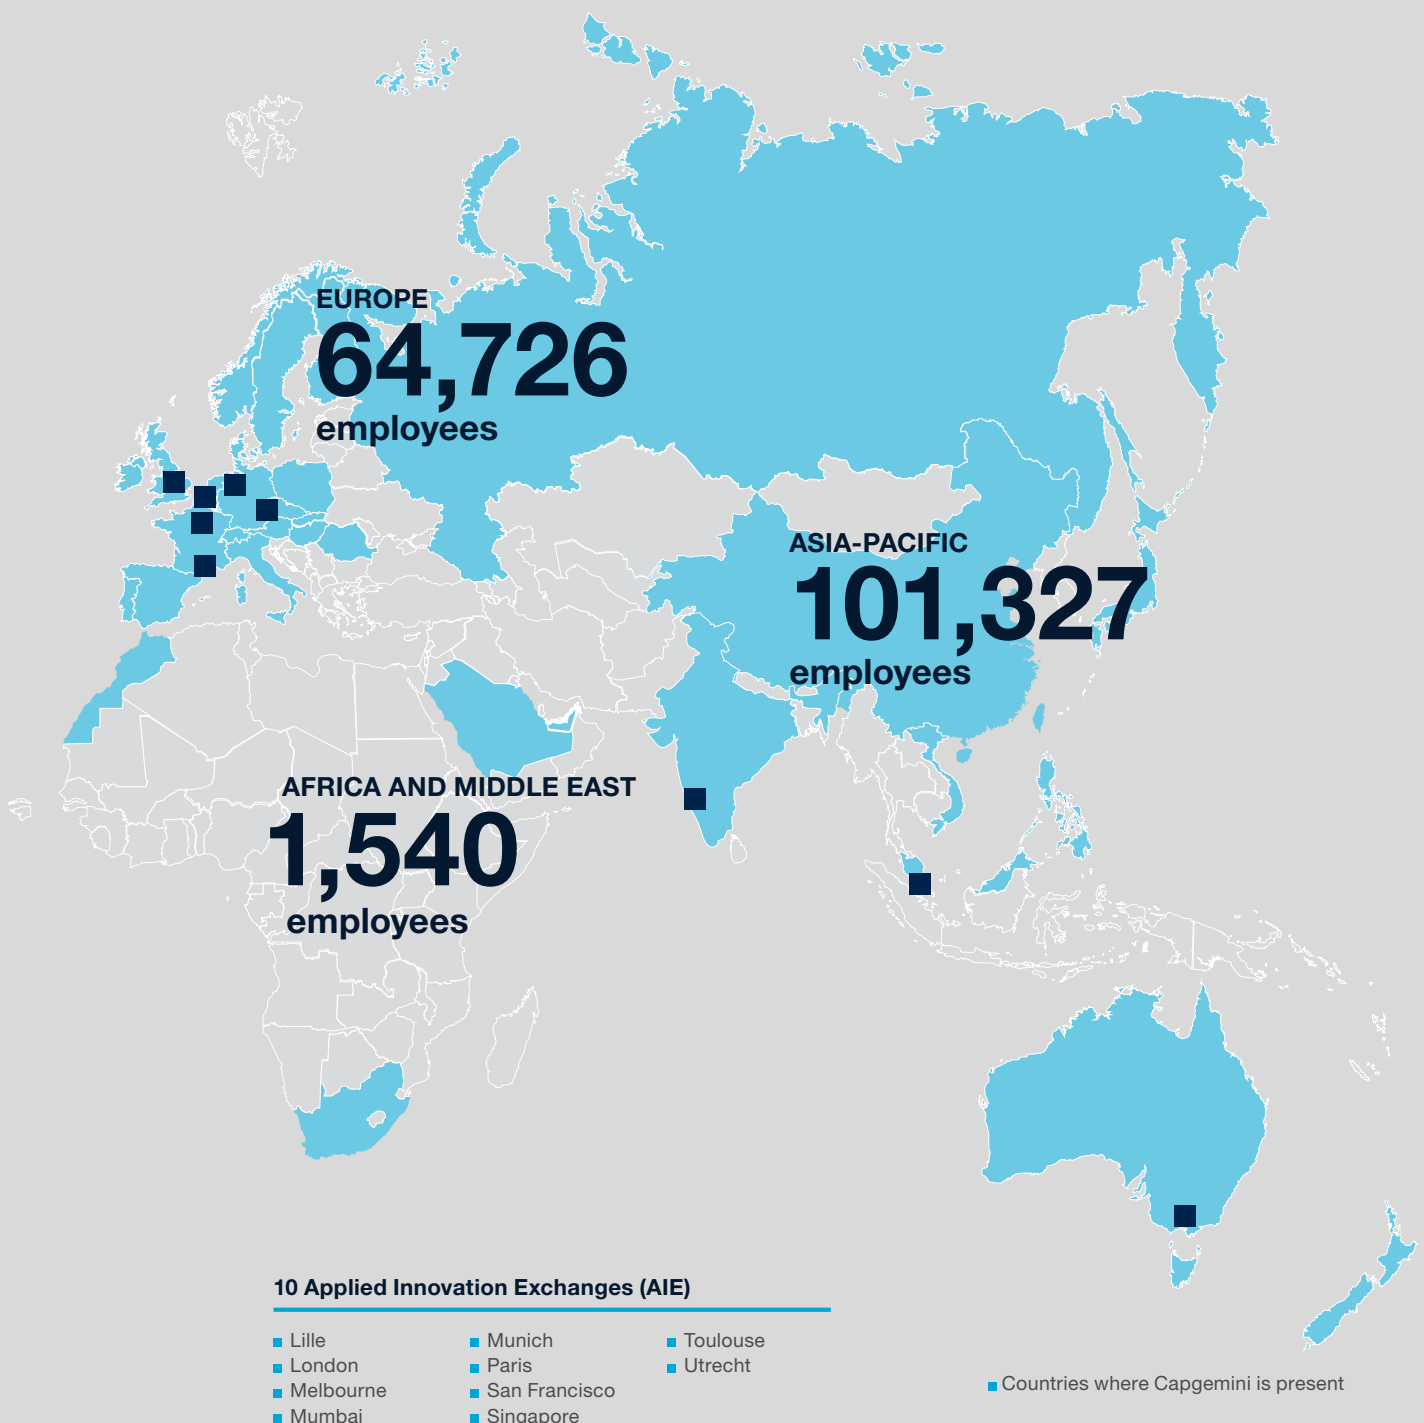 EUROPE
64,726
employees
ASIA-PACIFIC
101,327
employees
AFRICA AND MIDDLE EAST
1,540
employees
10 Applied Innovation Exchanges (AIE)
Lille
London
Melbourne
Mumbai
Munich
Paris
San Francisco
Singapore
Toulouse
Utrecht
Countries where Capgemini is present